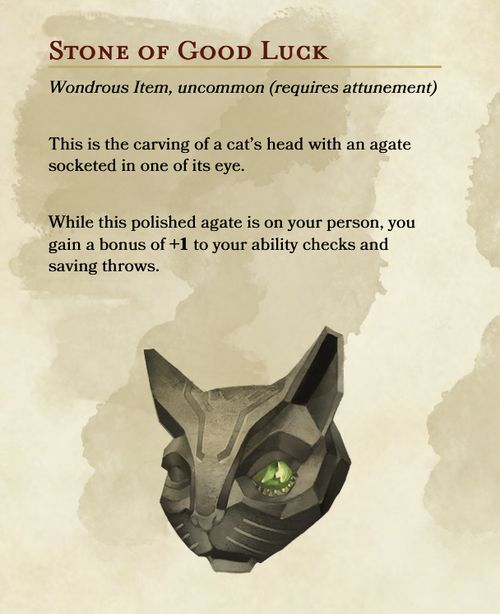 Stone of Good Luck
Wondrous Item, uncommon (requires attunement)
This is the carving of a cat's head with an agate
socketed in one of its eye.
While this polished agate is on your person, you
gain a bonus of +1 to your ability checks and
saving throws.